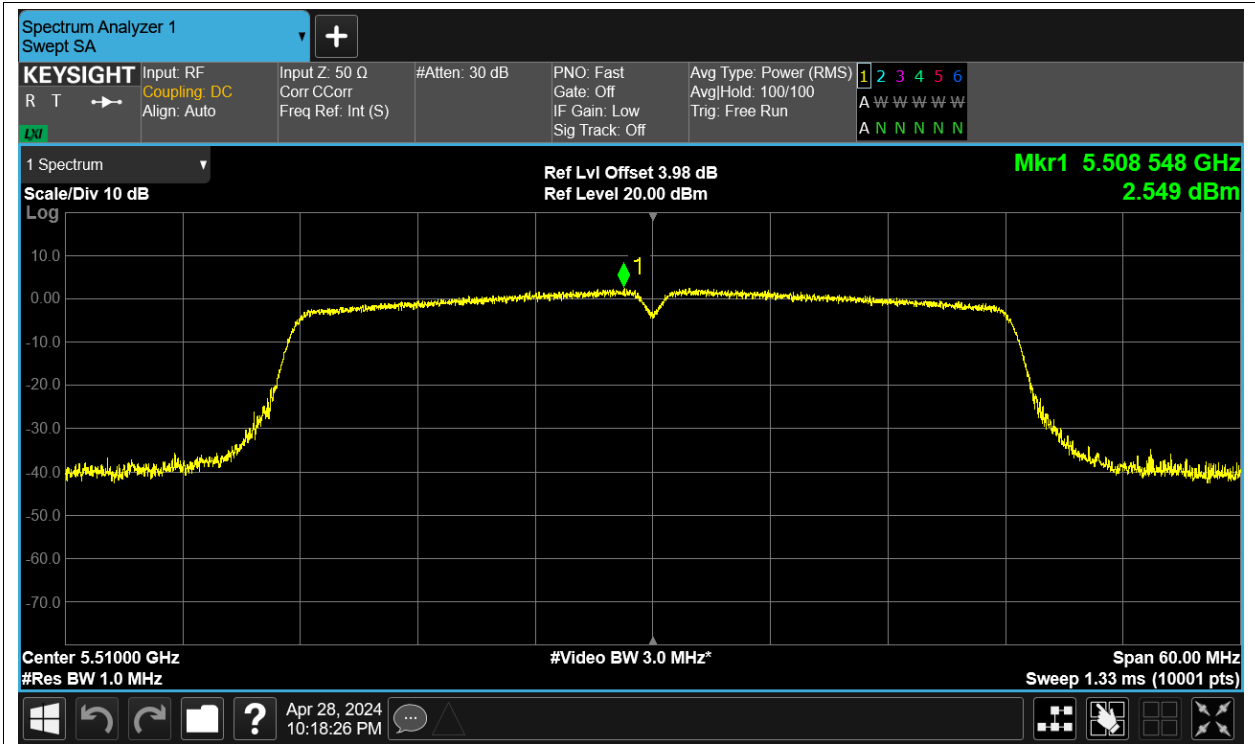 Spectrum Analyzer 1
Swept SA
KEYSIGHT
R T
LXI
Input: RF
Coupling: DC
Align: Auto
Input Z: 50 Ω
Corr CCorr
Freq Ref: Int (S)
#Atten: 30 dB
PNO: Fast
Gate: Off
IF Gain: Low
Sig Track: Off
Avg Type: Power (RMS)
Avg|Hold: 100/100
Trig: Free Run
1 2 3 4 5 6
A W W W W W
A N N N N N
1 Spectrum
Scale/Div 10 dB
Log
Ref Lvl Offset 3.98 dB
Ref Level 20.00 dBm
Mkr1 5.508 548 GHz
2.549 dBm
1
10.0
0.00
-10.0
-20.0
-30.0
-40.0
-50.0
-60.0
-70.0
Center 5.51000 GHz
#Res BW 1.0 MHz
#Video BW 3.0 MHz*
Span 60.00 MHz
Sweep 1.33 ms (10001 pts)
?
Apr 28, 2024
10:18:26 PM